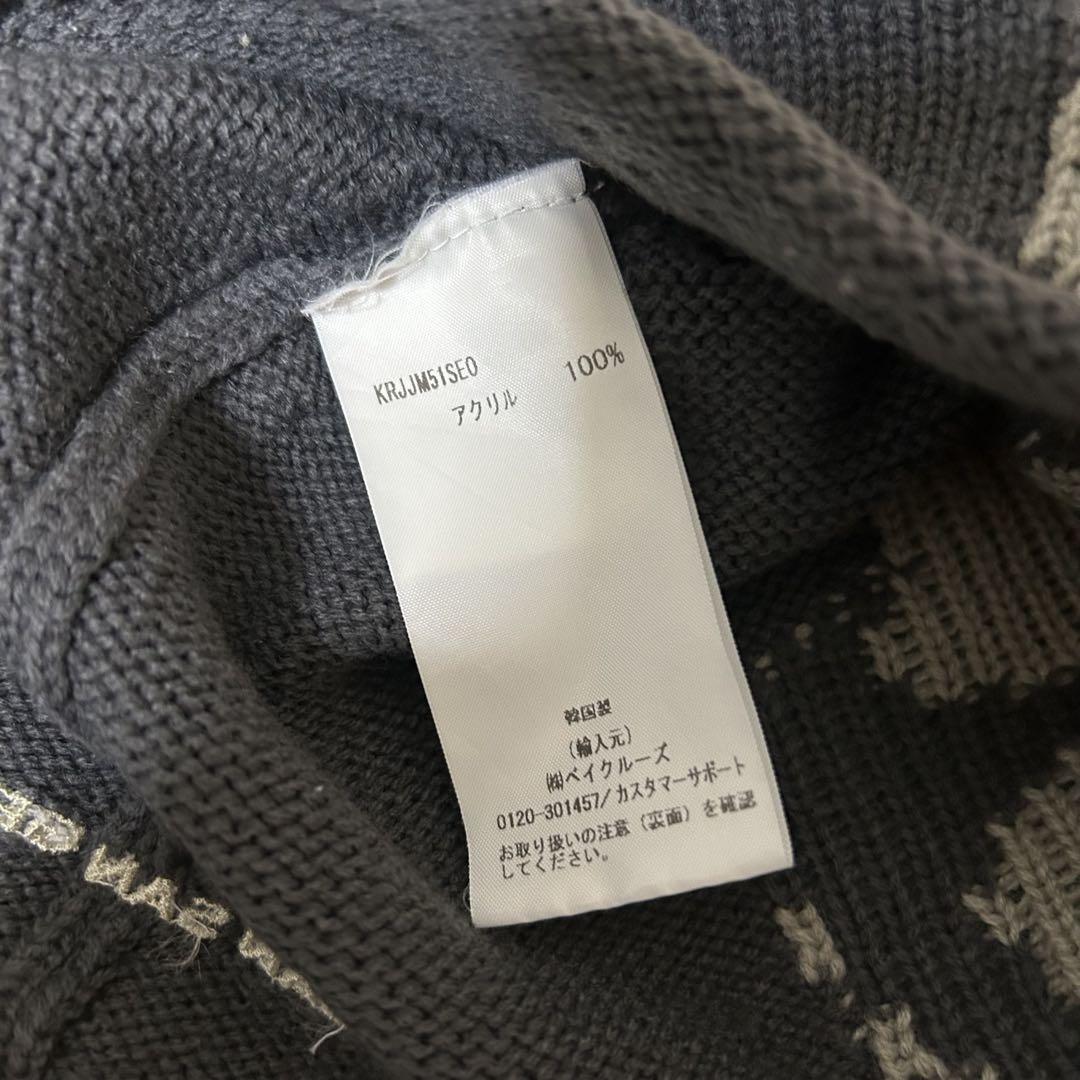 KRJJM51SEO
アクリル 100%
韓国製
(輸入元)
㈱ベイクルーズ
0120-301457/カスタマーサポート
お取り扱いの注意(裏面)を確認
してください。
WAS